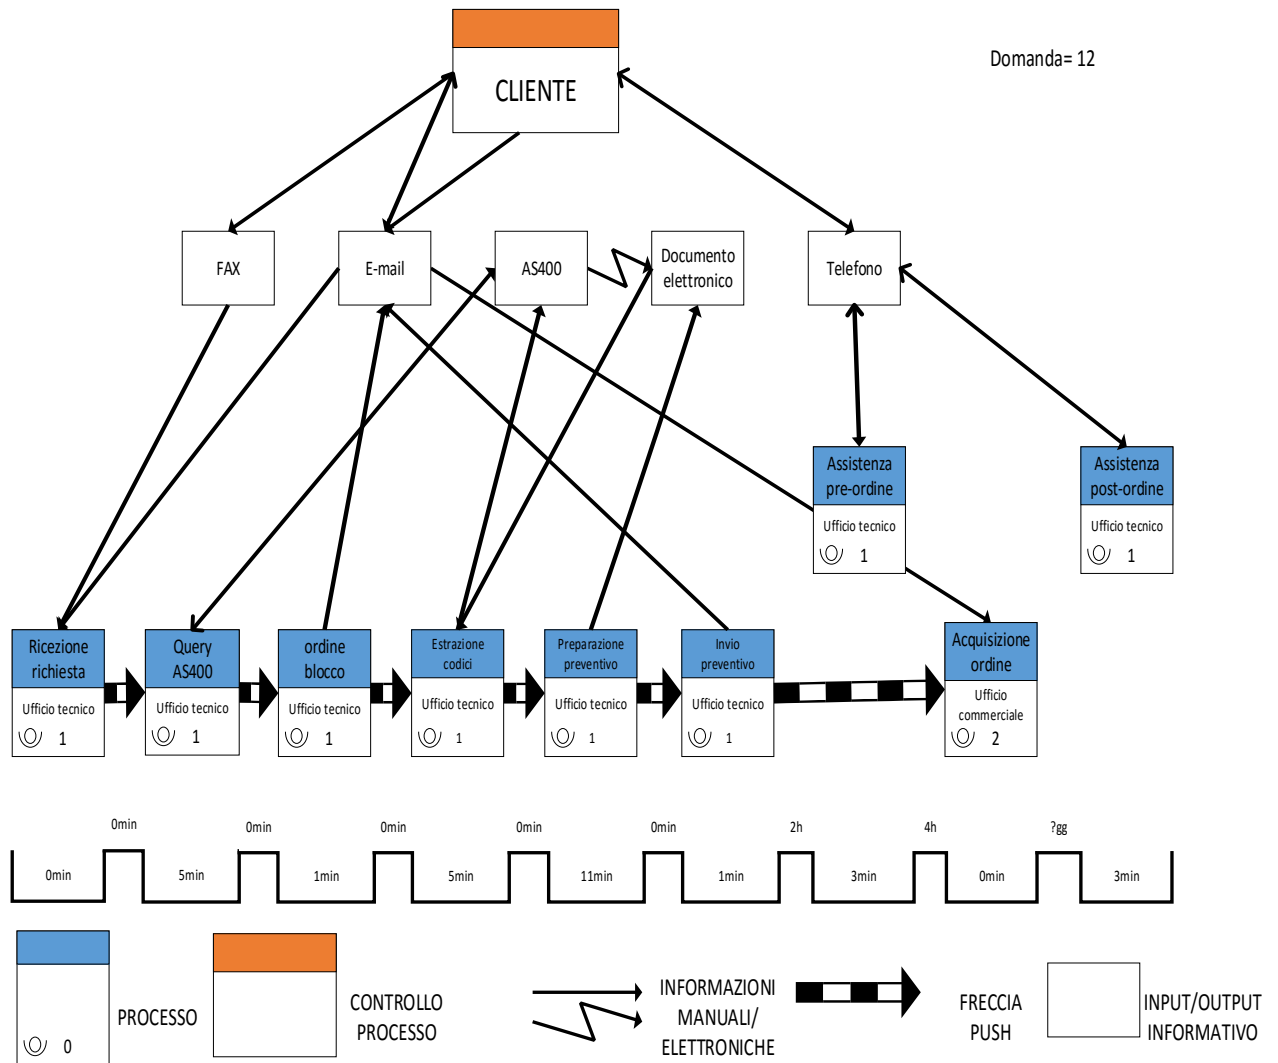 Domanda= 12
CLIENTE
FAX
E-mail
AS400
Documento
elettronico
Telefono
Assistenza
pre-ordine
Ufficio tecnico
1
Assistenza
post-ordine
Ufficio tecnico
1
Ricezione
richiesta
Ufficio tecnico
1
Query
AS400
Ufficio tecnico
1
ordine
blocco
Ufficio tecnico
1
Estrazione
codici
Ufficio tecnico
1
Preparazione
preventivo
Ufficio tecnico
1
Invio
preventivo
Ufficio tecnico
1
Acquisizione
ordine
Ufficio
commerciale
2
0min 0min 0min 0min 0min 2h 4h ?gg
0min 5min 1min 5min 11min 1min 3min 0min 3min
0
PROCESSO
CONTROLLO
PROCESSO
INFORMAZIONI
MANUALI/
ELETTRONICHE
FRECCIA
PUSH
INPUT/OUTPUT
INFORMATIVO